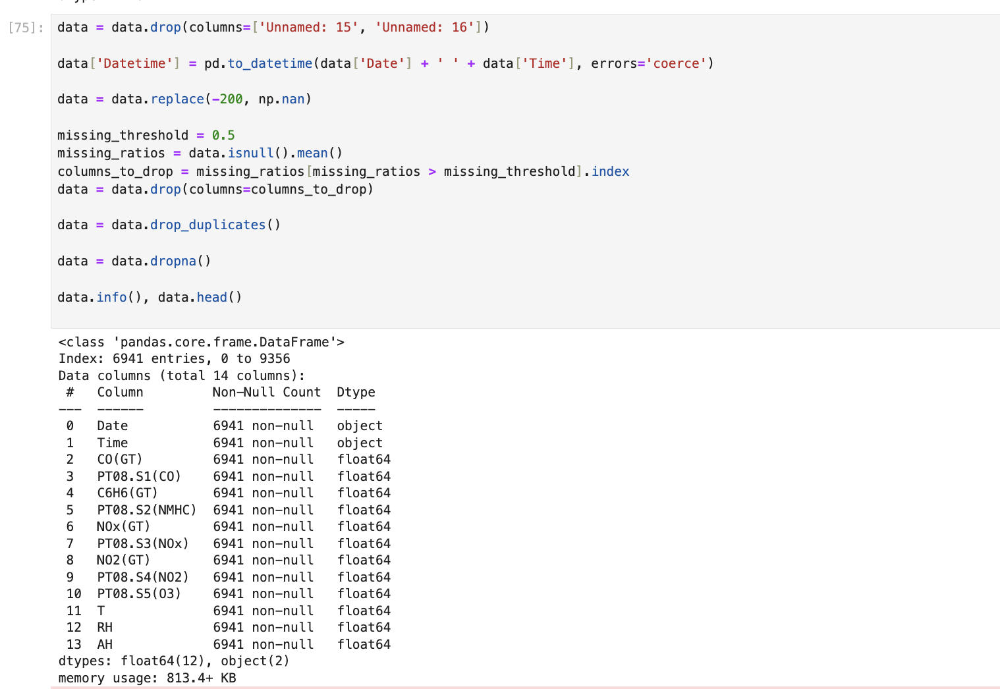 [75]:
data = data.drop(columns=['Unnamed: 15', 'Unnamed: 16'])
data['Datetime'] = pd.to_datetime(data['Date'] + ' ' + data['Time'], errors='coerce')
data = data.replace(-200, np.nan)
missing_threshold = 0.5
missing_ratios = data.isnull().mean()
columns_to_drop = missing_ratios[missing_ratios > missing_threshold].index
data = data.drop(columns=columns_to_drop)
data = data.drop_duplicates()
data = data.dropna()
data.info(), data.head()
<class 'pandas.core.frame.DataFrame'>
Index: 6941 entries, 0 to 9356
Data columns (total 14 columns):
 #   Column         Non-Null Count  Dtype
---  ------         --------------  -----
 0   Date           6941 non-null   object
 1   Time           6941 non-null   object
 2   CO(GT)         6941 non-null   float64
 3   PT08.S1(CO)    6941 non-null   float64
 4   C6H6(GT)       6941 non-null   float64
 5   PT08.S2(NMHC)  6941 non-null   float64
 6   NOx(GT)        6941 non-null   float64
 7   PT08.S3(NOx)   6941 non-null   float64
 8   NO2(GT)        6941 non-null   float64
 9   PT08.S4(NO2)   6941 non-null   float64
 10  PT08.S5(O3)    6941 non-null   float64
 11  T              6941 non-null   float64
 12  RH             6941 non-null   float64
 13  AH             6941 non-null   float64
dtypes: float64(12), object(2)
memory usage: 813.4+ KB